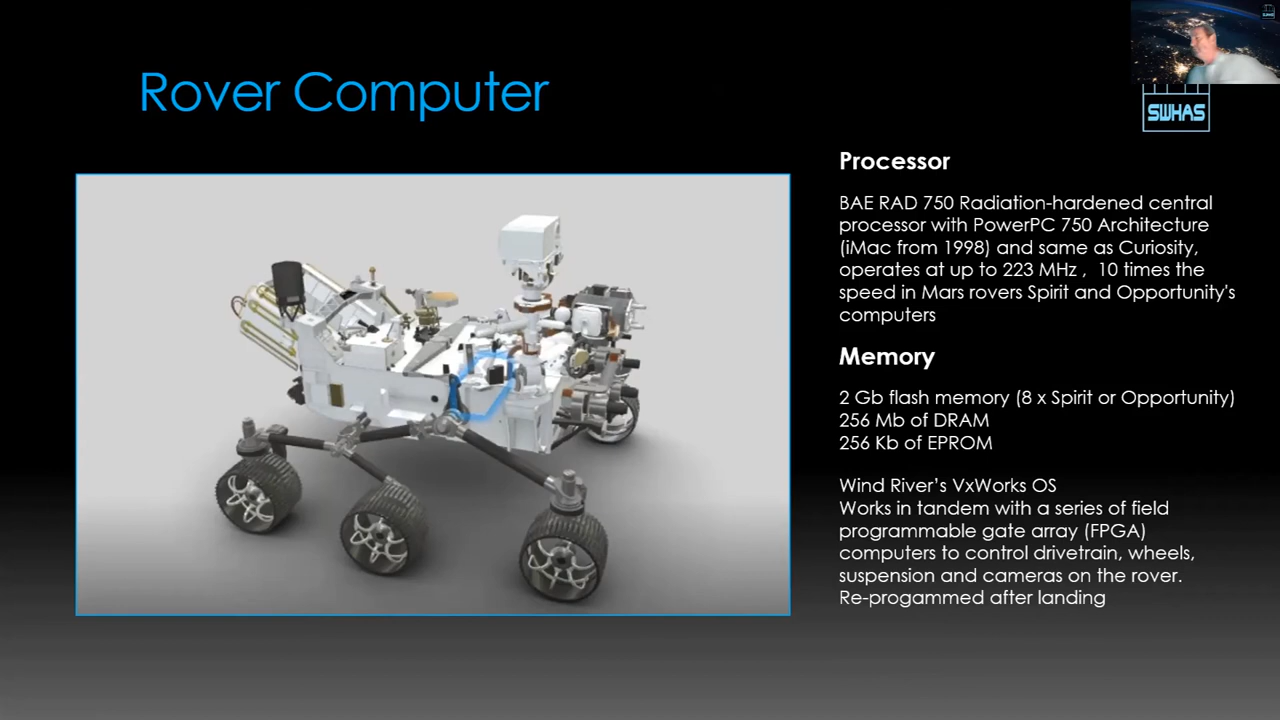 Rover Computer
SWHAS
Processor
BAE RAD 750 Radiation-hardened central
processor with PowerPC 750 Architecture
(iMac from 1998) and same as Curiosity,
operates at up to 223 MHz ,  10 times the
speed in Mars rovers Spirit and Opportunity's
computers
Memory
2 Gb flash memory (8 x Spirit or Opportunity)
256 Mb of DRAM
256 Kb of EPROM
Wind River’s VxWorks OS
Works in tandem with a series of field
programmable gate array (FPGA)
computers to control drivetrain, wheels,
suspension and cameras on the rover.
Re-progammed after landing